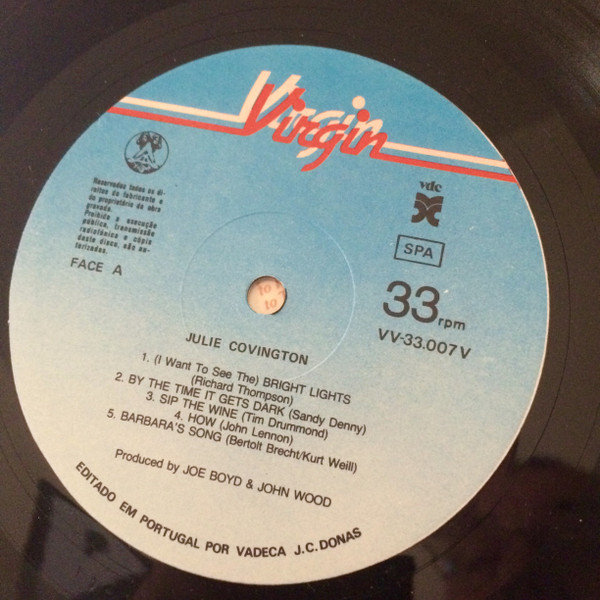 Virgin
Reservados todos os di-
reitos do fabricante e
do proprietário da obra
gravada.
Proibida a execução
pública, transmissão
radiofónica e cópia
deste disco, não au-
torizadas.
FACE A
vdc
SPA
33 rpm
VV-33.007 V
10
10
JULIE COVINGTON
1. (I Want To See The) BRIGHT LIGHTS
(Richard Thompson)
2. BY THE TIME IT GETS DARK (Sandy Denny)
3. SIP THE WINE (Tim Drummond)
4. HOW (John Lennon)
5. BARBARA'S SONG (Bertolt Brecht/Kurt Weill)
Produced by JOE BOYD & JOHN WOOD
EDITADO EM PORTUGAL POR VADECA J.C. DONAS